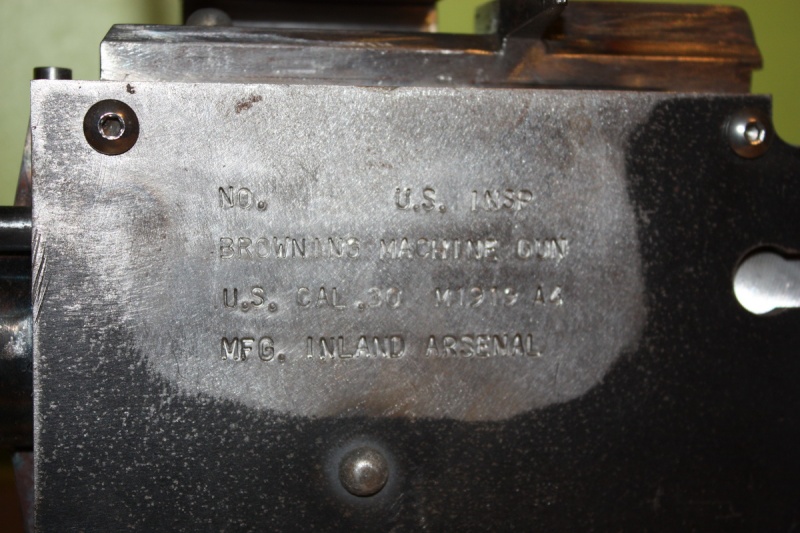 NO. U.S. INSP
BROWNING MACHINE GUN
U.S. CAL .30 M1919 A4
MFG. INLAND ARSENAL